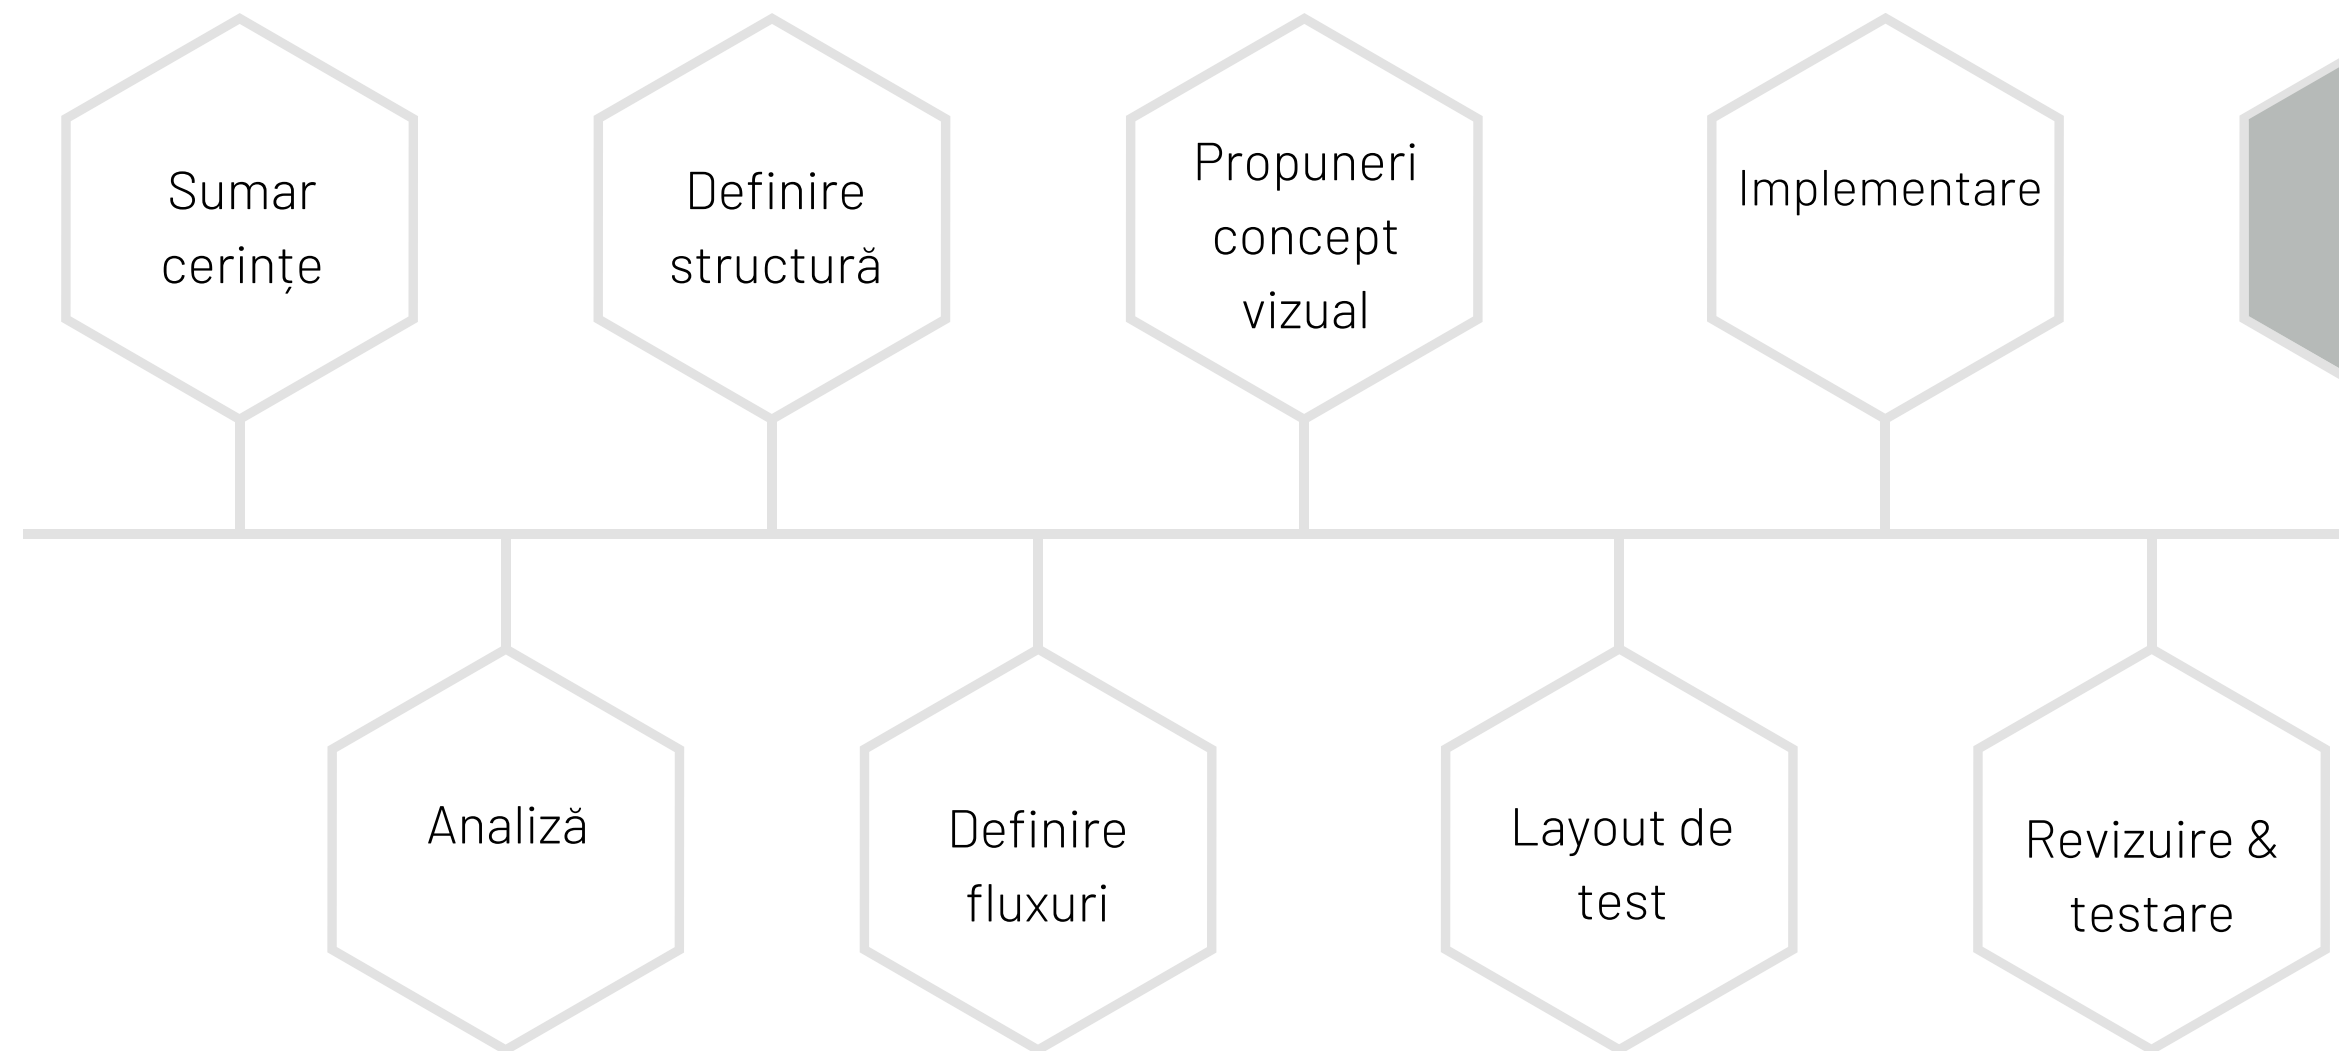 Sumar
cerințe
Definire
structură
Propuneri
concept
vizual
Implementare
Analiză
Definire
fluxuri
Layout de
test
Revizuire &
testare